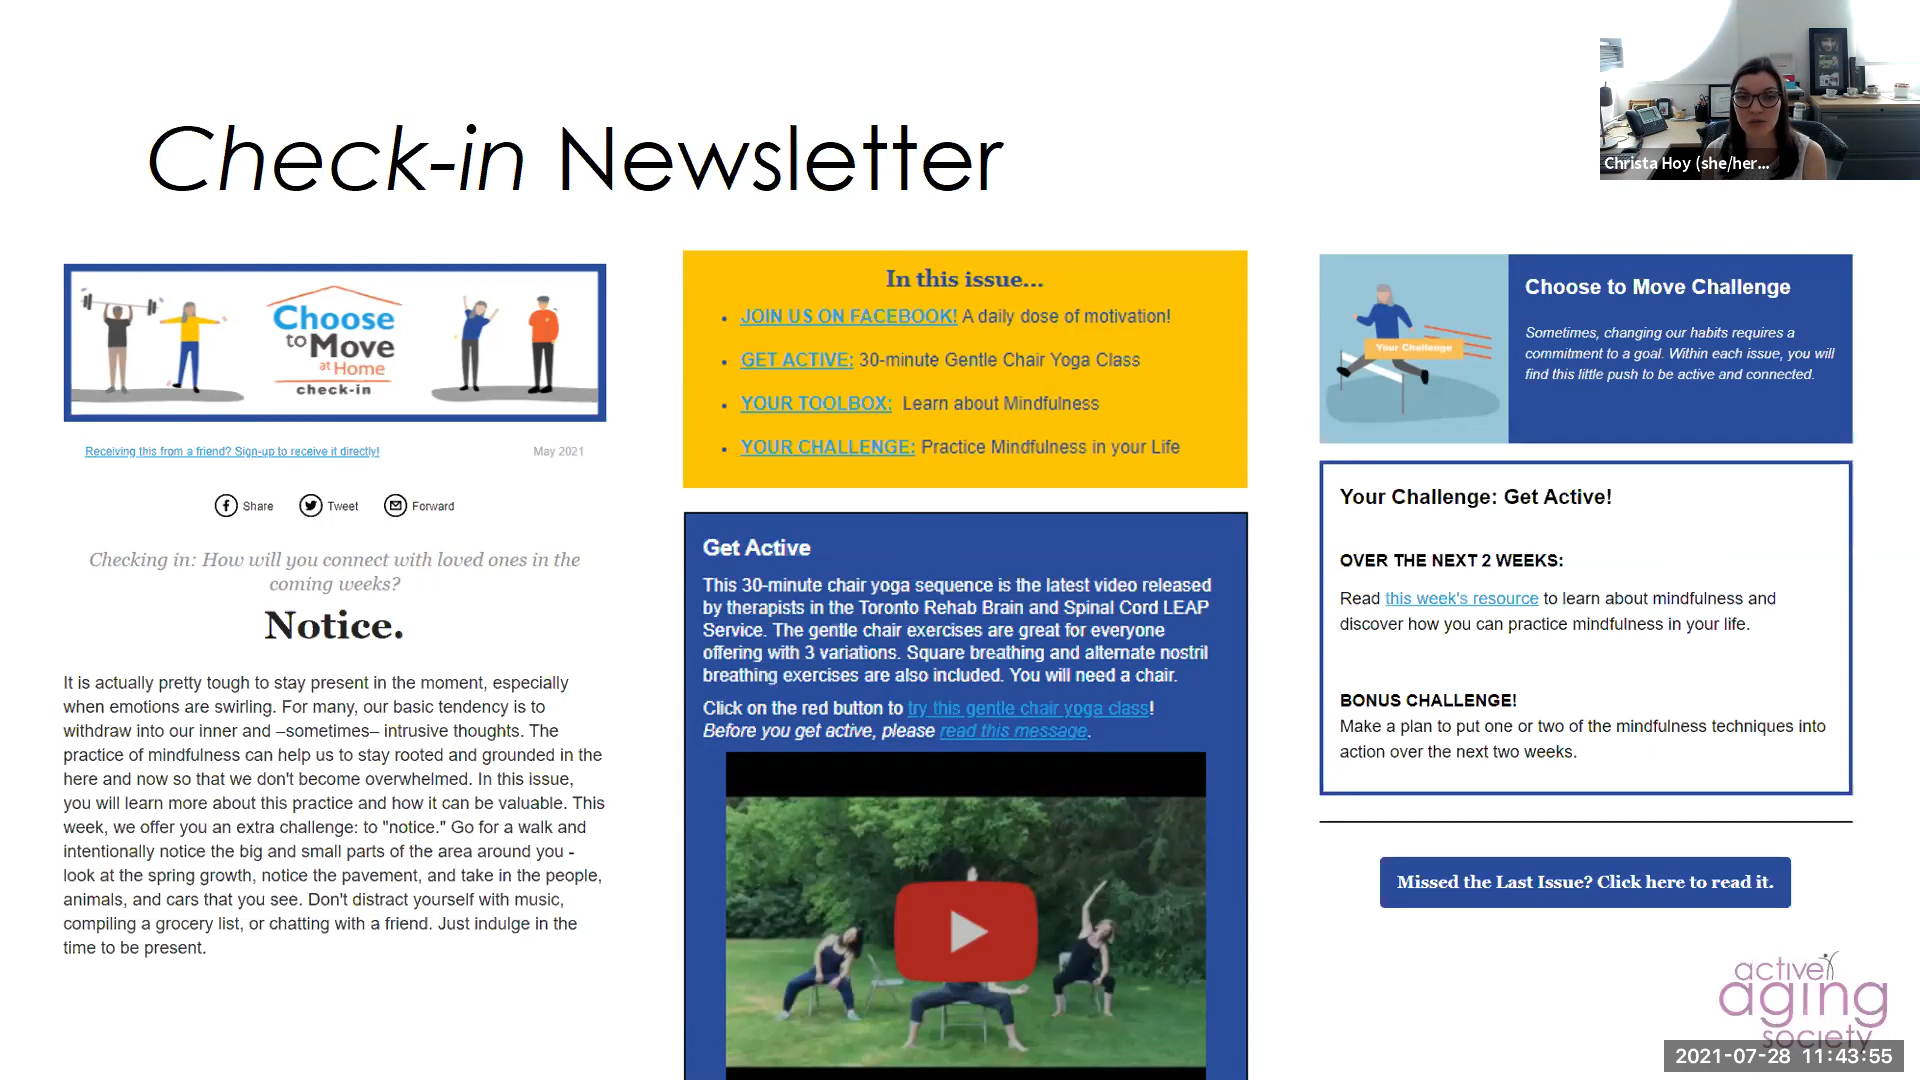 Check-in Newsletter
Christa Hoy (she/her...
Choose
to Move
at Home
check-in
Receiving this from a friend? Sign-up to receive it directly!
May 2021
Share
Tweet
Forward
Checking in: How will you connect with loved ones in the
coming weeks?
Notice.
It is actually pretty tough to stay present in the moment, especially
when emotions are swirling. For many, our basic tendency is to
withdraw into our inner and –sometimes– intrusive thoughts. The
practice of mindfulness can help us to stay rooted and grounded in the
here and now so that we don't become overwhelmed. In this issue,
you will learn more about this practice and how it can be valuable. This
week, we offer you an extra challenge: to "notice." Go for a walk and
intentionally notice the big and small parts of the area around you -
look at the spring growth, notice the pavement, and take in the people,
animals, and cars that you see. Don't distract yourself with music,
compiling a grocery list, or chatting with a friend. Just indulge in the
time to be present.
In this issue...
• JOIN US ON FACEBOOK! A daily dose of motivation!
• GET ACTIVE: 30-minute Gentle Chair Yoga Class
• YOUR TOOLBOX: Learn about Mindfulness
• YOUR CHALLENGE: Practice Mindfulness in your Life
Get Active
This 30-minute chair yoga sequence is the latest video released
by therapists in the Toronto Rehab Brain and Spinal Cord LEAP
Service. The gentle chair exercises are great for everyone
offering with 3 variations. Square breathing and alternate nostril
breathing exercises are also included. You will need a chair.
Click on the red button to try this gentle chair yoga class!
Before you get active, please read this message.
Your Challenge
Choose to Move Challenge
Sometimes, changing our habits requires a
commitment to a goal. Within each issue, you will
find this little push to be active and connected.
Your Challenge: Get Active!
OVER THE NEXT 2 WEEKS:
Read this week's resource to learn about mindfulness and
discover how you can practice mindfulness in your life.
BONUS CHALLENGE!
Make a plan to put one or two of the mindfulness techniques into
action over the next two weeks.
Missed the Last Issue? Click here to read it.
active
aging
society
2021-07-28 11:43:55